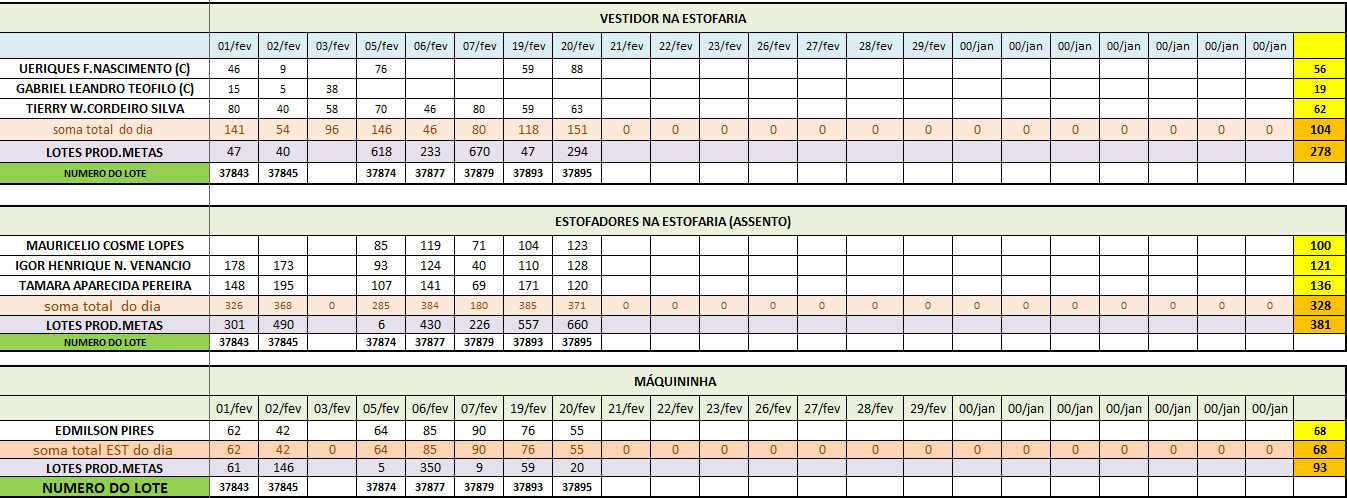 VESTIDOR NA ESTOFARIA
01/fev 02/fev 03/fev 05/fev 06/fev 07/fev 19/fev 20/fev 21/fev 22/fev 23/fev 26/fev 27/fev 28/fev 29/fev 00/jan 00/jan 00/jan 00/jan 00/jan 00/jan 00/jan
UERIQUES F.NASCIMENTO (C) 46 9 76 59 88 56
GABRIEL LEANDRO TEOFILO (C) 15 5 38 19
TIERRY W.CORDEIRO SILVA 80 40 58 70 46 80 59 63 62
soma total do dia 141 54 96 146 46 80 118 151 0 0 0 0 0 0 0 0 0 0 0 0 0 0 104
LOTES PROD.METAS 47 40 618 233 670 47 294 278
NUMERO DO LOTE 37843 37845 37874 37877 37879 37893 37895
ESTOFADORES NA ESTOFARIA (ASSENTO)
MAURICELIO COSME LOPES 85 119 71 104 123 100
IGOR HENRIQUE N. VENANCIO 178 173 93 124 40 110 128 121
TAMARA APARECIDA PEREIRA 148 195 107 141 69 171 120 136
soma total do dia 326 368 0 285 384 180 385 371 0 0 0 0 0 0 0 0 0 0 0 0 0 0 328
LOTES PROD.METAS 301 490 6 430 226 557 660 381
NUMERO DO LOTE 37843 37845 37874 37877 37879 37893 37895
MÁQUININHA
01/fev 02/fev 03/fev 05/fev 06/fev 07/fev 19/fev 20/fev 21/fev 22/fev 23/fev 26/fev 27/fev 28/fev 29/fev 00/jan 00/jan 00/jan 00/jan 00/jan 00/jan 00/jan
EDMILSON PIRES 62 42 64 85 90 76 55 68
soma total EST do dia 62 42 0 64 85 90 76 55 0 0 0 0 0 0 0 0 0 0 0 0 0 0 68
LOTES PROD.METAS 61 146 5 350 9 59 20 93
NUMERO DO LOTE 37843 37845 37874 37877 37879 37893 37895